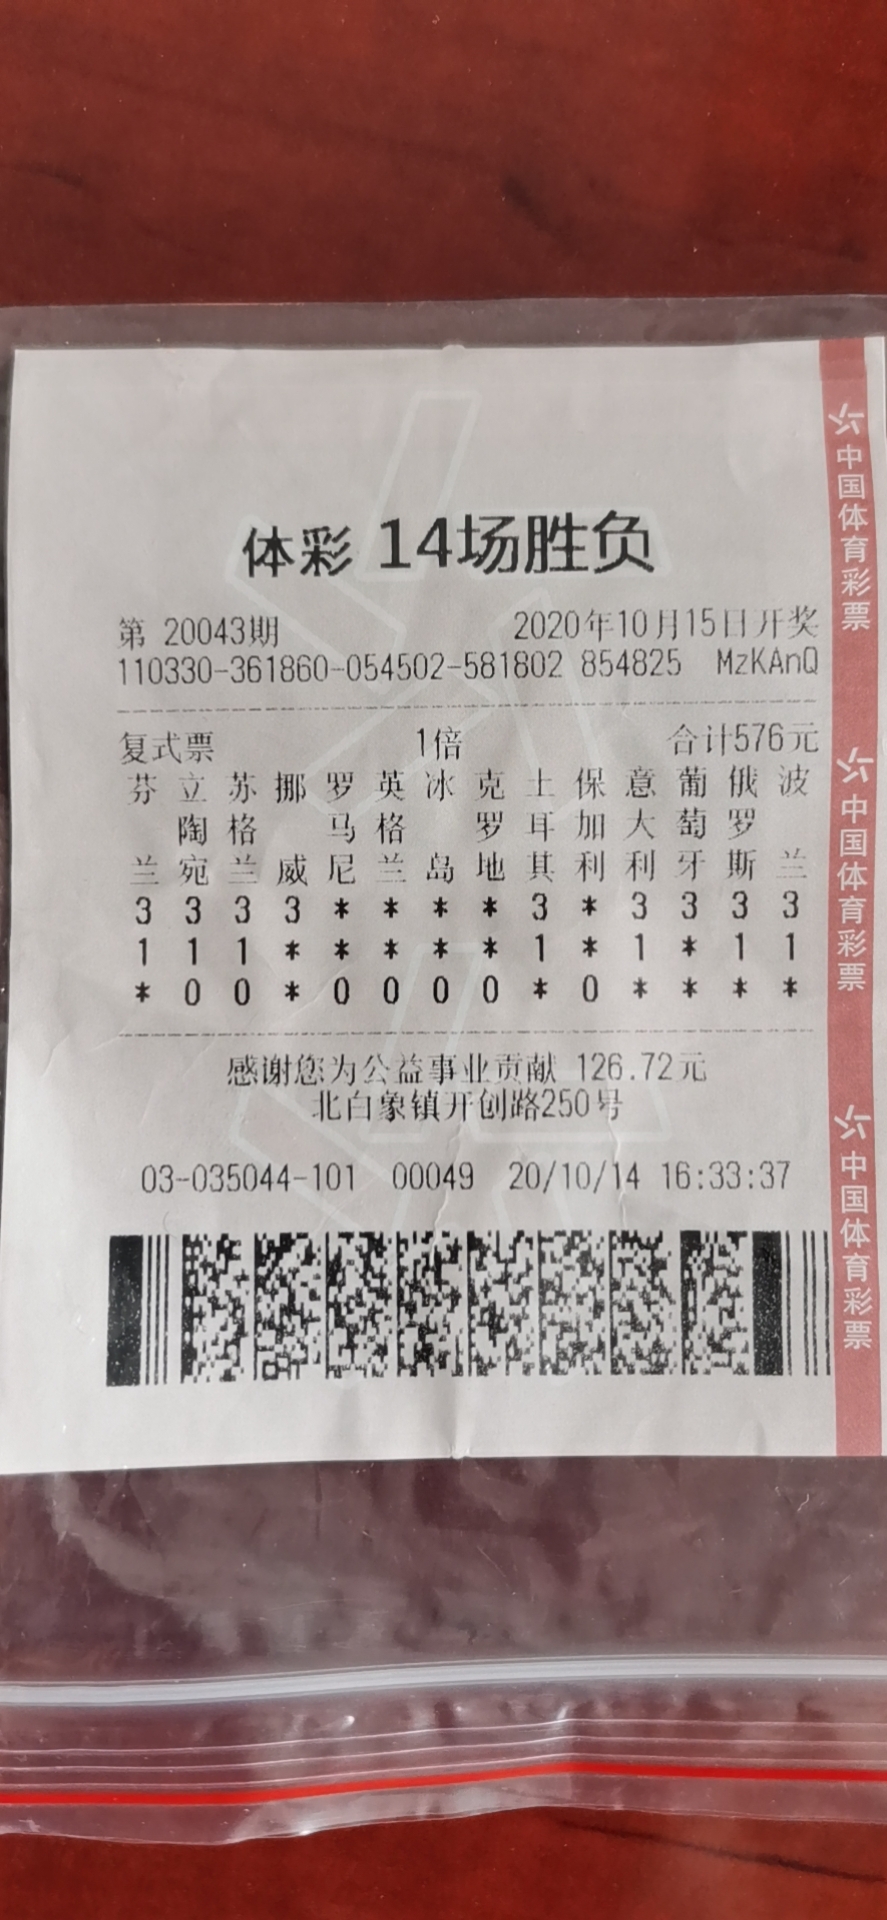 体彩 14场胜负
第 20043期 2020年10月15日开奖
110330-361860-054502-581802 854825 MzKAnQ
复式票 1倍 合计576元
芬兰 立陶宛 苏格兰 挪威 罗马尼 英格兰 冰岛 克罗地 土耳其 保加利 意大利 葡萄牙 俄罗斯 波兰
3 3 3 3 * * * * 3 * 3 3 3 3
1 1 1 * * * * * 1 * 1 * 1 1
* 0 0 * 0 0 0 0 * 0 * * * *
感谢您为公益事业贡献 126.72元
北白象镇开创路250号
03-035044-101 00049 20/10/14 16:33:37
中国体育彩票
中国体育彩票
中国体育彩票